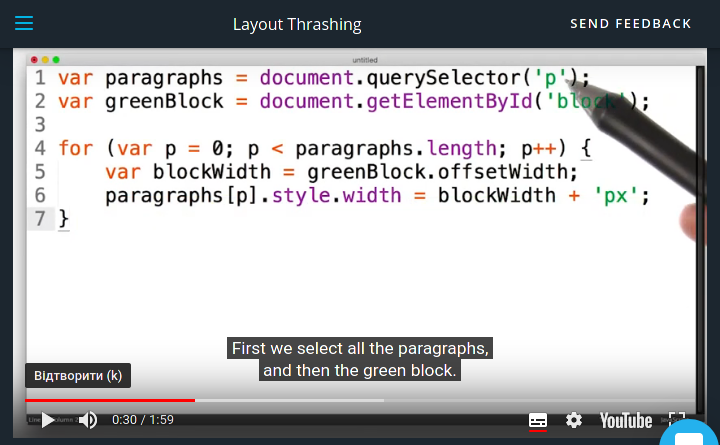 Layout Thrashing
SEND FEEDBACK
untitled
1 var paragraphs = document.querySelector('p');
2 var greenBlock = document.getElementById('block');
3
4 for (var p = 0; p < paragraphs.length; p++) {
5 var blockWidth = greenBlock.offsetWidth;
6 paragraphs[p].style.width = blockWidth + 'px';
7 }
First we select all the paragraphs,
and then the green block.
Відтворити (k)
0:30 / 1:59
YouTube